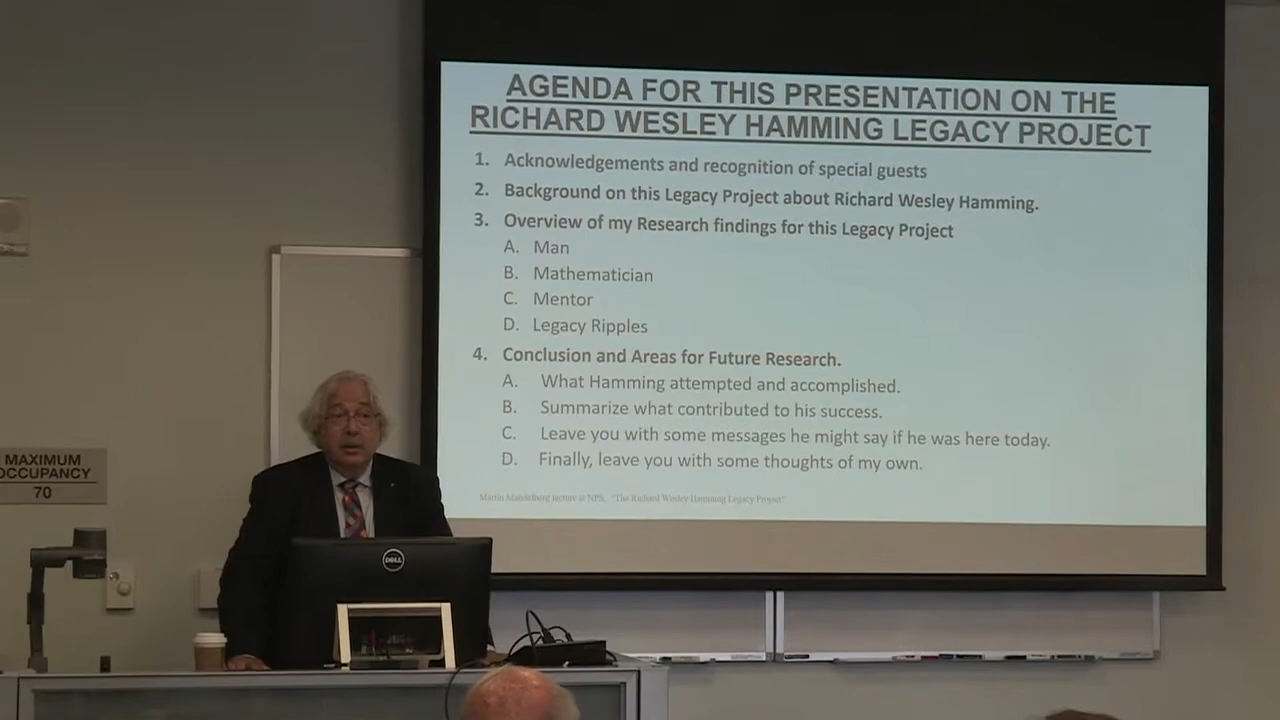 AGENDA FOR THIS PRESENTATION ON THE
RICHARD WESLEY HAMMING LEGACY PROJECT
1. Acknowledgements and recognition of special guests
2. Background on this Legacy Project about Richard Wesley Hamming.
3. Overview of my Research findings for this Legacy Project
A. Man
B. Mathematician
C. Mentor
D. Legacy Ripples
4. Conclusion and Areas for Future Research.
A. What Hamming attempted and accomplished.
B. Summarize what contributed to his success.
C. Leave you with some messages he might say if he was here today.
D. Finally, leave you with some thoughts of my own.
Martin Mandelberg lecture at NPS, "The Richard Wesley Hamming Legacy Project"
MAXIMUM
OCCUPANCY
70
DELL